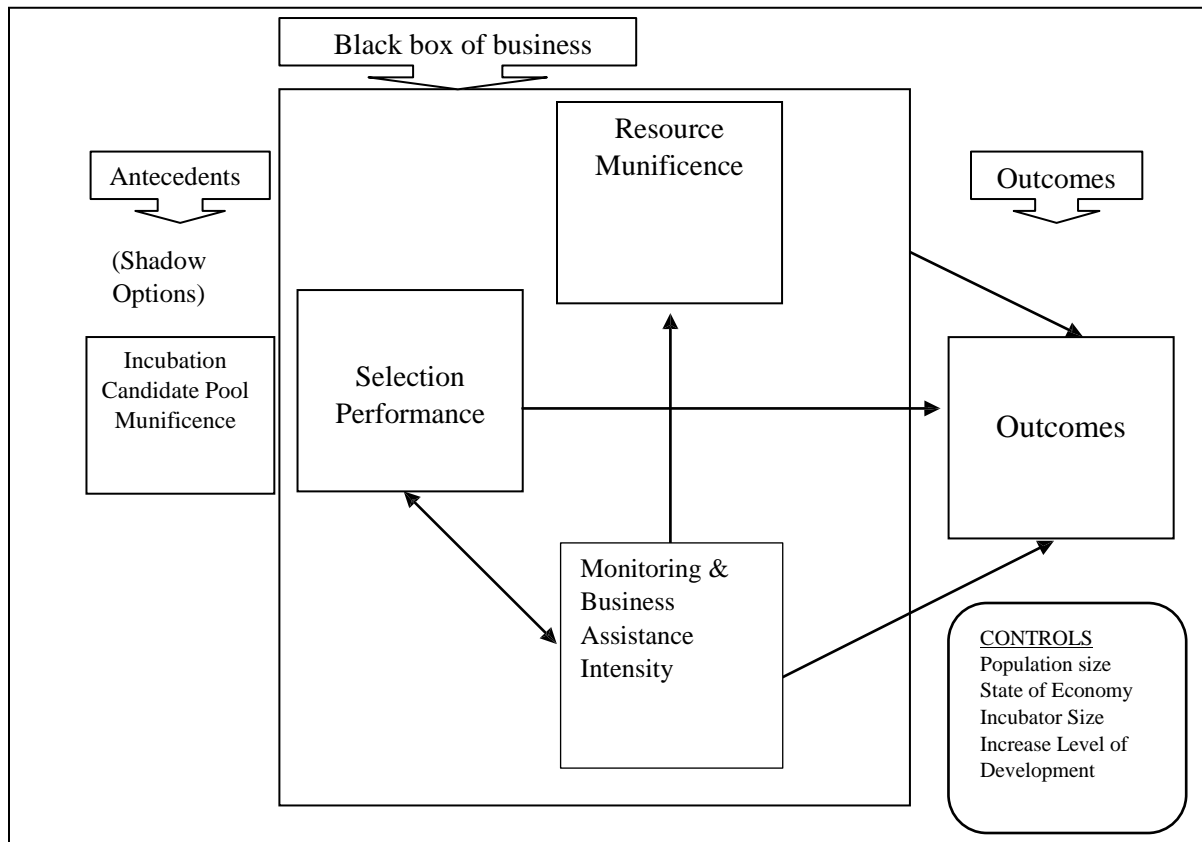 Black box of business
Resource
Munificence
Antecedents
Outcomes
(Shadow
Options)
Incubation
Candidate Pool
Munificence
Selection
Performance
Outcomes
Monitoring &
Business
Assistance
Intensity
CONTROLS
Population size
State of Economy
Incubator Size
Increase Level of
Development